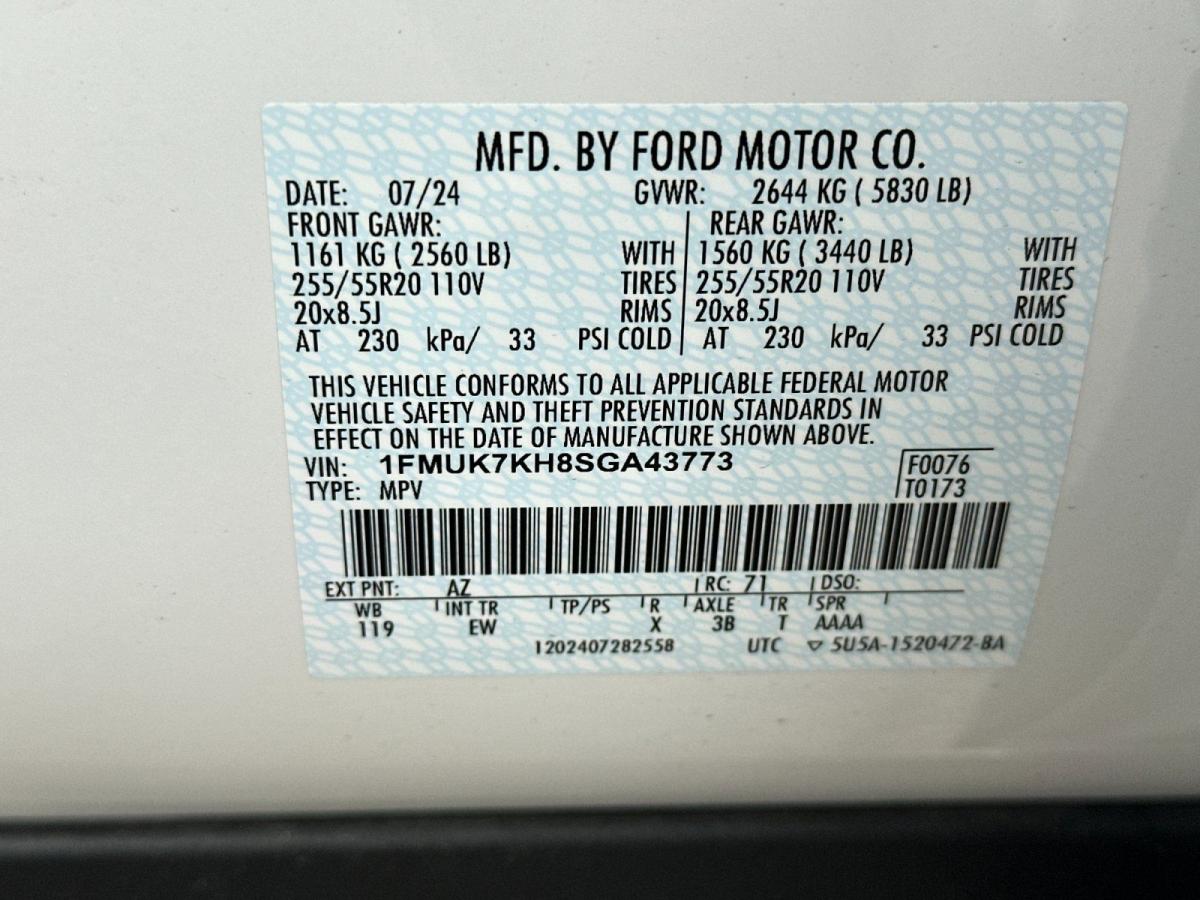 MFD. BY FORD MOTOR CO.
DATE: 07/24 GVWR: 2644 KG ( 5830 LB)
FRONT GAWR: REAR GAWR:
1161 KG ( 2560 LB) WITH 1560 KG ( 3440 LB) WITH
255/55R20 110V TIRES 255/55R20 110V TIRES
20x8.5J RIMS 20x8.5J RIMS
AT 230 kPa/ 33 PSI COLD AT 230 kPa/ 33 PSI COLD
THIS VEHICLE CONFORMS TO ALL APPLICABLE FEDERAL MOTOR
VEHICLE SAFETY AND THEFT PREVENTION STANDARDS IN
EFFECT ON THE DATE OF MANUFACTURE SHOWN ABOVE.
VIN: 1FMUK7KH8SGA43773 F0076
TYPE: MPV T0173
EXT PNT: AZ RC: 71 DSO:
WB INT TR TP/PS R AXLE TR SPR
119 EW X 3B T AAAA
1202407282558 UTC ▽ 5U5A-1520472-BA